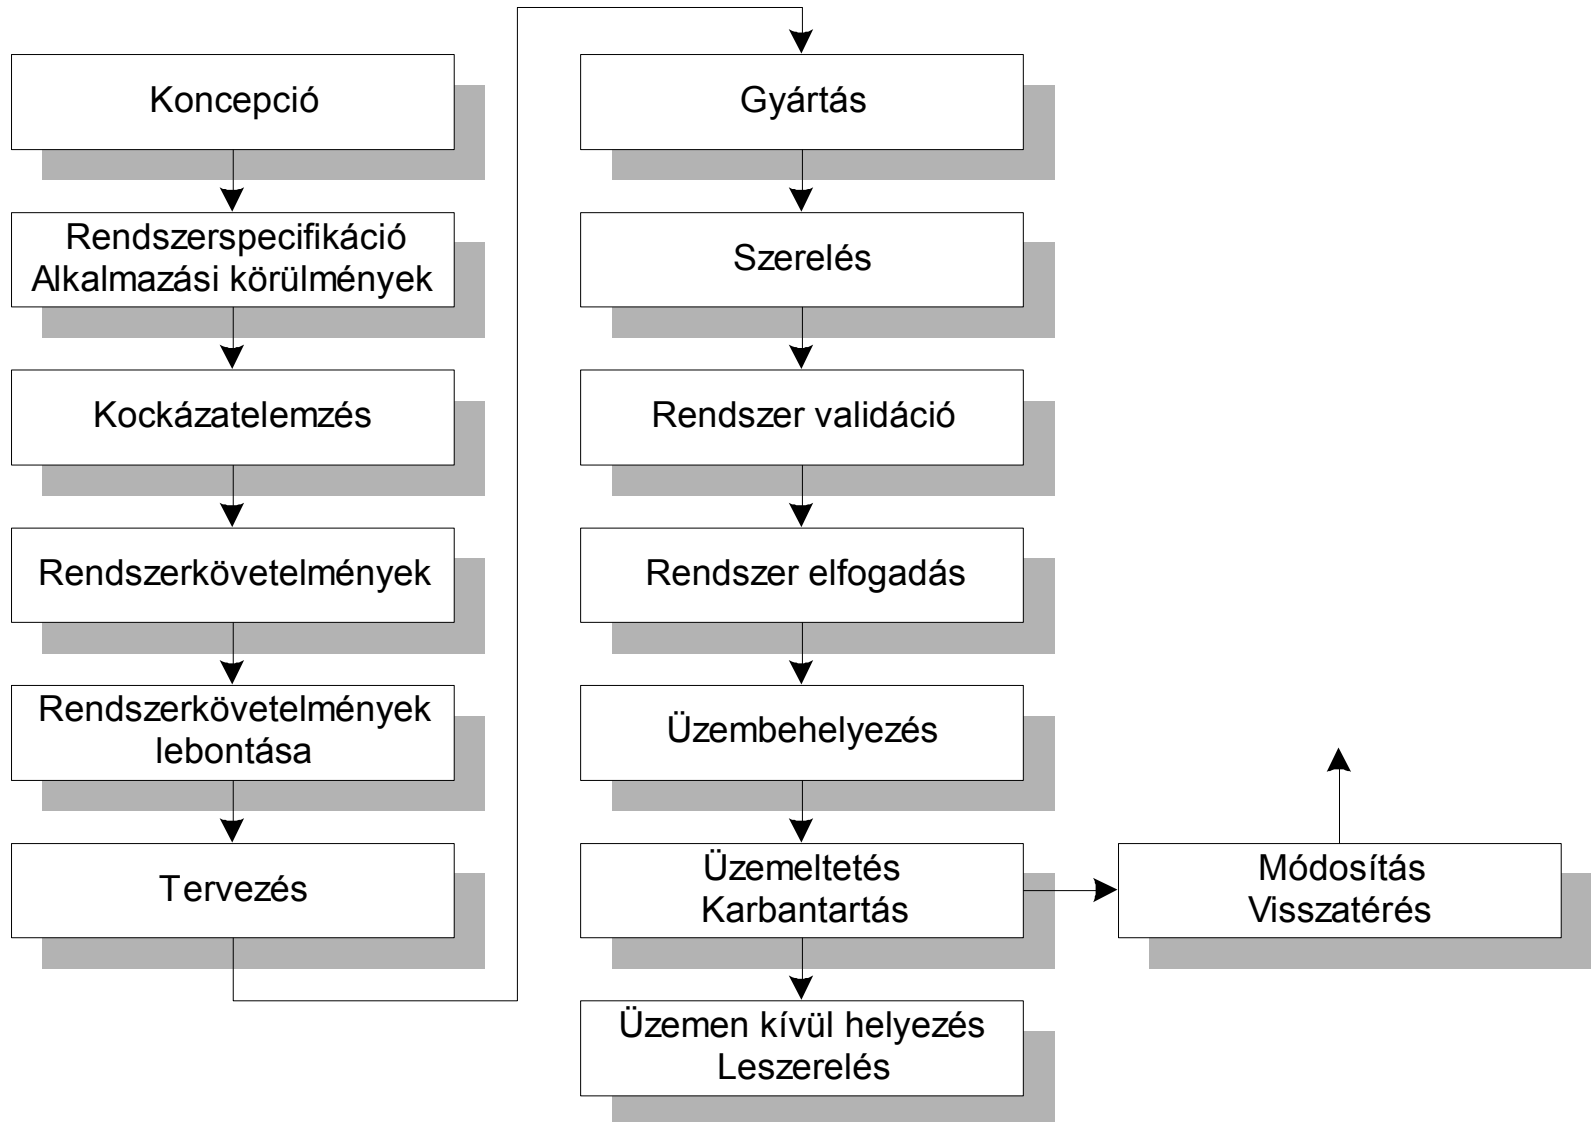 Koncepció
Rendszerspecifikáció
Alkalmazási körülmények
Kockázatelemzés
Rendszerkövetelmények
Rendszerkövetelmények
lebontása
Tervezés
Gyártás
Szerelés
Rendszer validáció
Rendszer elfogadás
Üzembehelyezés
Üzemeltetés
Karbantartás
Üzemen kívül helyezés
Leszerelés
Módosítás
Visszatérés